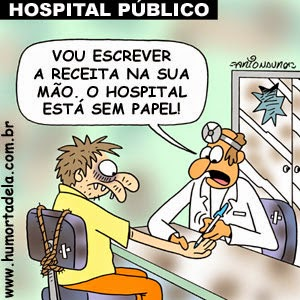 HOSPITAL PÚBLICO
VOU ESCREVER
A RECEITA NA SUA
MÃO. O HOSPITAL
ESTÁ SEM PAPEL!
www.humortadela.com.br